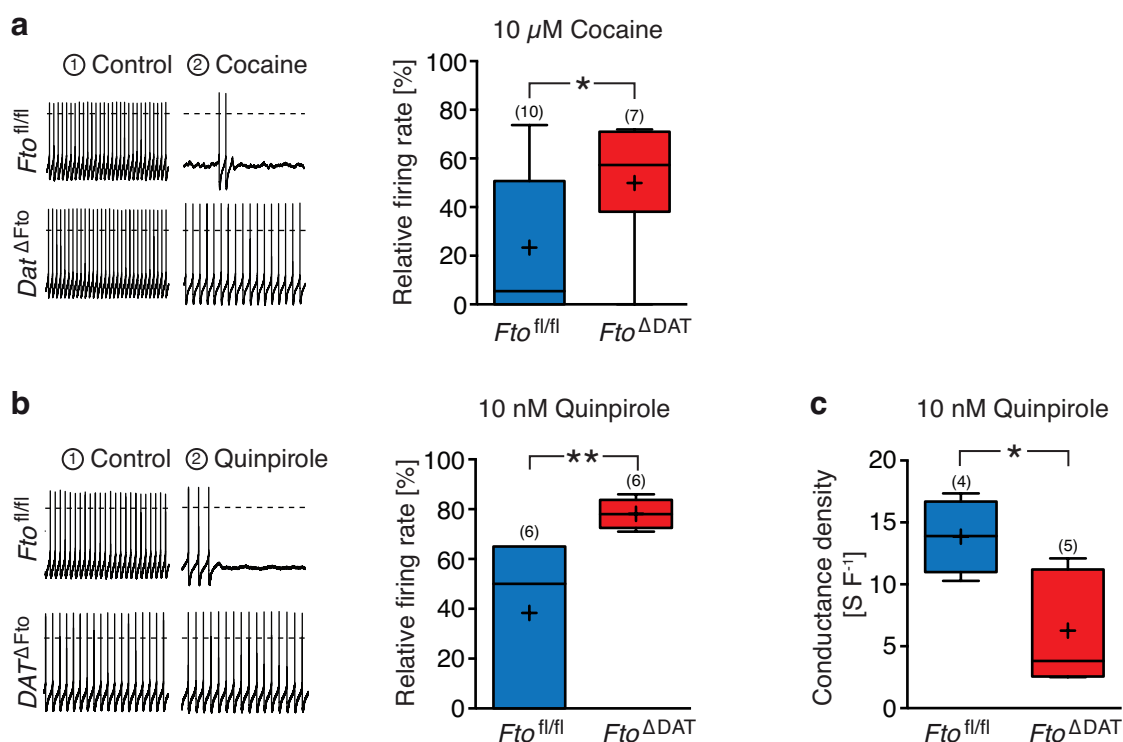 a
10 µM Cocaine
① Control ② Cocaine
Fto fl/fl
Dat ΔFto
Relative firing rate [%]
100
80
60
40
20
0
(10) * (7)
Fto fl/fl Fto ΔDAT
b
10 nM Quinpirole
① Control ② Quinpirole
Fto fl/fl
DAT ΔFto
Relative firing rate [%]
100
80
60
40
20
0
(6) ** (6)
Fto fl/fl Fto ΔDAT
c
10 nM Quinpirole
Conductance density
[S F-1]
20
15
10
5
0
(4) * (5)
Fto fl/fl Fto ΔDAT